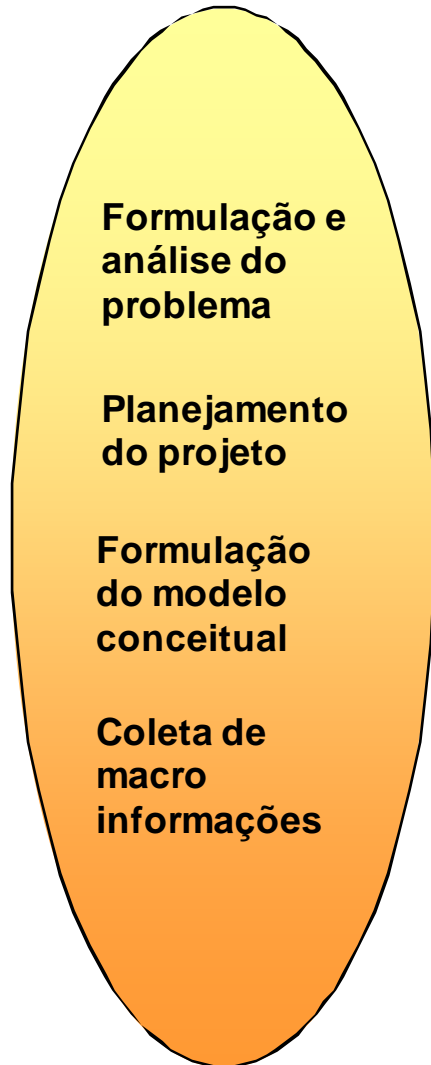 Formulação e
análise do
problema
Planejamento
do projeto
Formulação
do modelo
conceitual
Coleta de
macro
informações